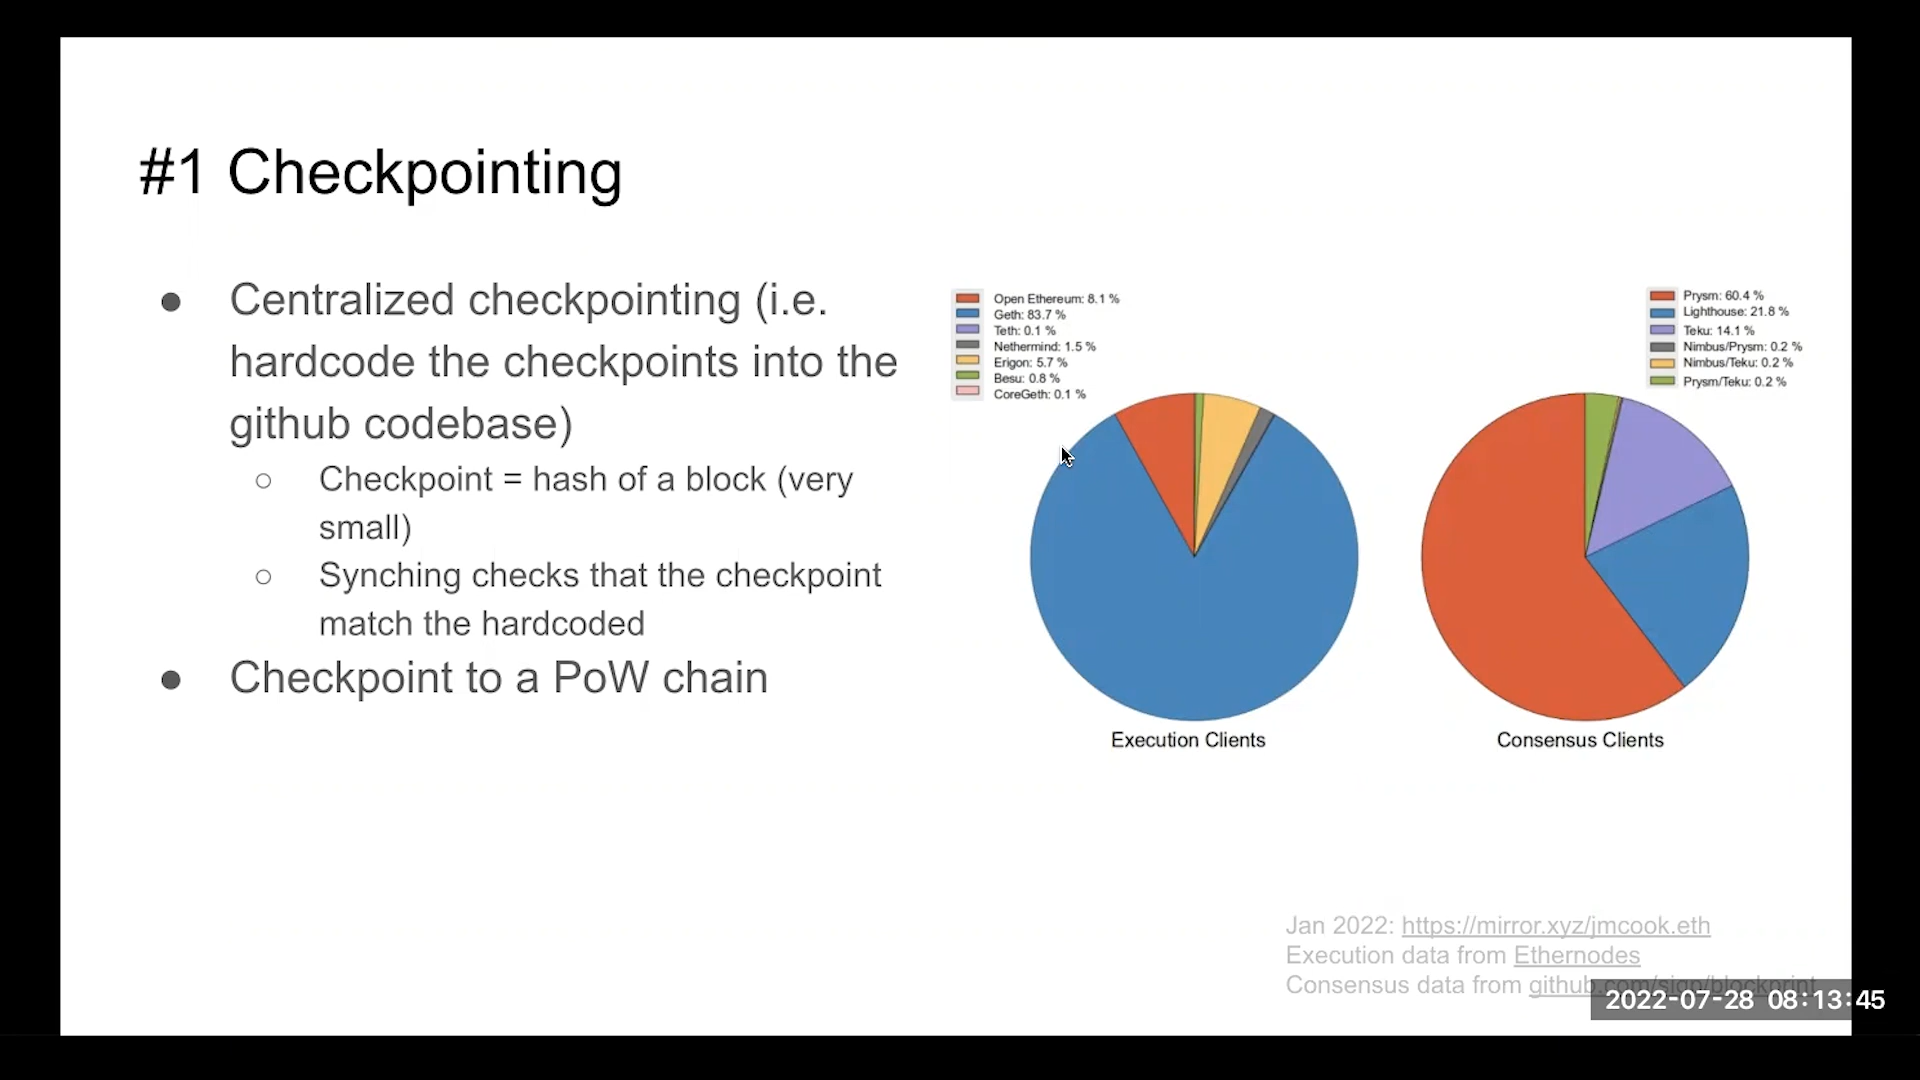 #1 Checkpointing
● Centralized checkpointing (i.e.
hardcode the checkpoints into the
github codebase)
○ Checkpoint = hash of a block (very
small)
○ Synching checks that the checkpoint
match the hardcoded
● Checkpoint to a PoW chain
Open Ethereum: 8.1 %
Geth: 83.7 %
Teth: 0.1 %
Nethermind: 1.5 %
Erigon: 5.7 %
Besu: 0.8 %
CoreGeth: 0.1 %
Execution Clients
Prysm: 60.4 %
Lighthouse: 21.8 %
Teku: 14.1 %
Nimbus/Prysm: 0.2 %
Nimbus/Teku: 0.2 %
Prysm/Teku: 0.2 %
Consensus Clients
Jan 2022: https://mirror.xyz/jmcook.eth
Execution data from Ethernodes
Consensus data from github.com/sigp/blockprint
2022-07-28 08:13:45